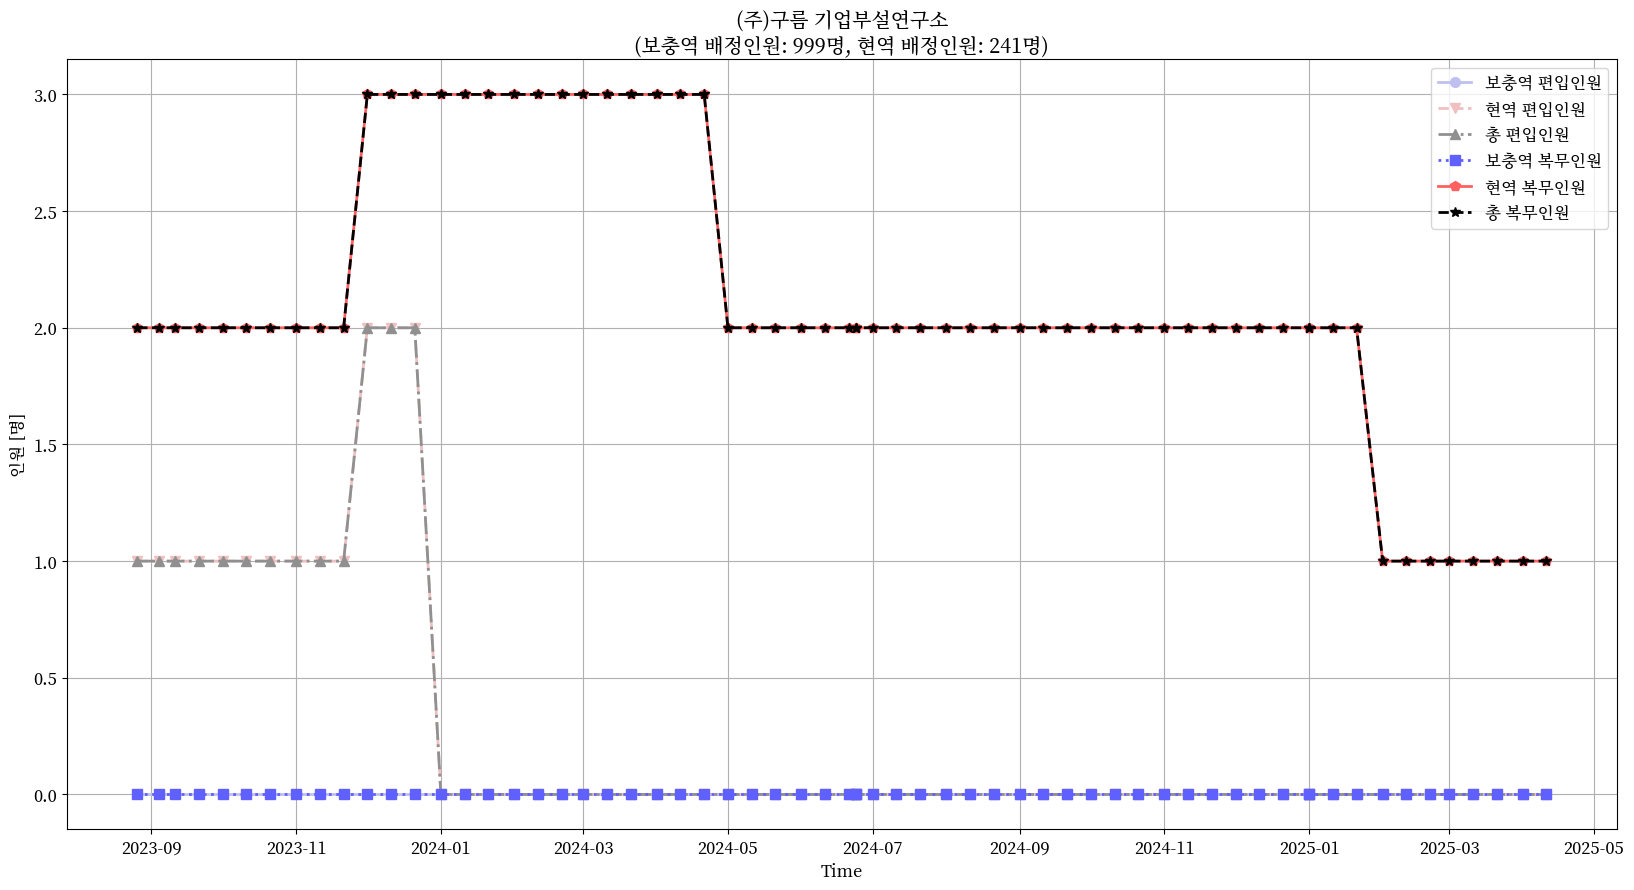 (주)구름 기업부설연구소
(보충역 배정인원: 999명, 현역 배정인원: 241명)
보충역 편입인원
현역 편입인원
총 편입인원
보충역 복무인원
현역 복무인원
총 복무인원
인원 [명]
3.0
2.5
2.0
1.5
1.0
0.5
0.0
2023-09 2023-11 2024-01 2024-03 2024-05 2024-07 2024-09 2024-11 2025-01 2025-03 2025-05
Time